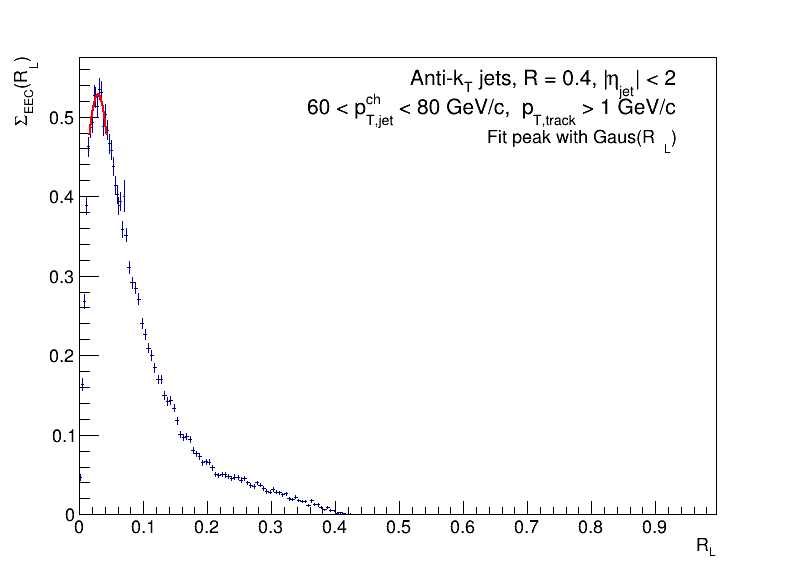 Σ_EEC(R_L)
Anti-k_T jets, R = 0.4, |η_jet| < 2
60 < p^ch_T,jet < 80 GeV/c, p_T,track > 1 GeV/c
Fit peak with Gaus(R_L)
0.5
0.4
0.3
0.2
0.1
0
0 0.1 0.2 0.3 0.4 0.5 0.6 0.7 0.8 0.9
R_L